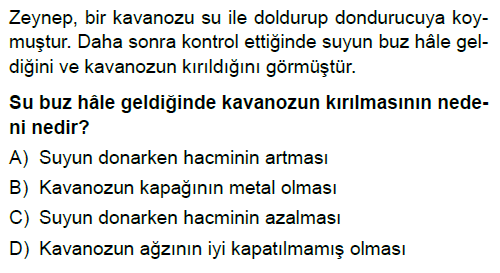 Zeynep, bir kavanozu su ile doldurup dondurucuya koy-
muştur. Daha sonra kontrol ettiğinde suyun buz hâle gel-
diğini ve kavanozun kırıldığını görmüştür.
Su buz hâle geldiğinde kavanozun kırılmasının nede-
ni nedir?
A) Suyun donarken hacminin artması
B) Kavanozun kapağının metal olması
C) Suyun donarken hacminin azalması
D) Kavanozun ağzının iyi kapatılmamış olması